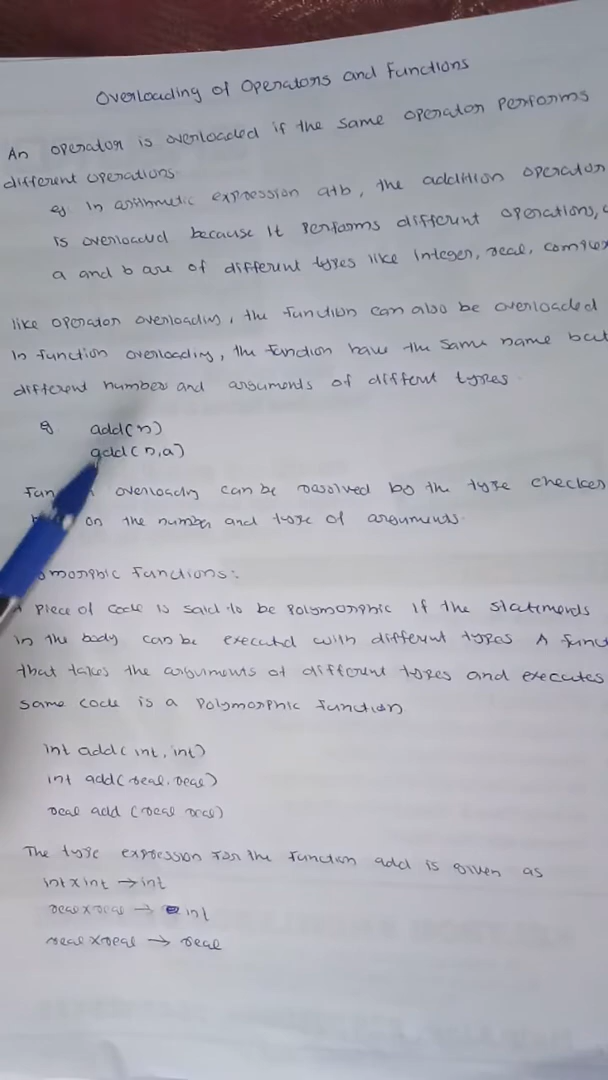 Overloading of Operators and Functions
An operator is overloaded if the same operator performs
different operations.
eg In arithmetic expression a+b, the addition operator
is overloaded because it performs different operations,
a and b are of different types like Integer, real, complex
like operator overloading, the function can also be overloaded
In function overloading, the function have the same name but
different number and arguments of different types.
eg add(n)
add(n,a)
overloading can be resolved by the type checker
on the number and type of arguments.
omorphic Functions:
A Piece of code is said to be Polymorphic if the statements
in the body can be executed with different types A func
that takes the arguments of different types and executes
same code is a Polymorphic function
int add(int, int)
int add(real, real)
real add (real real)
The type expression for the function add is given as
int x int → int
real x real → int
real x real → real